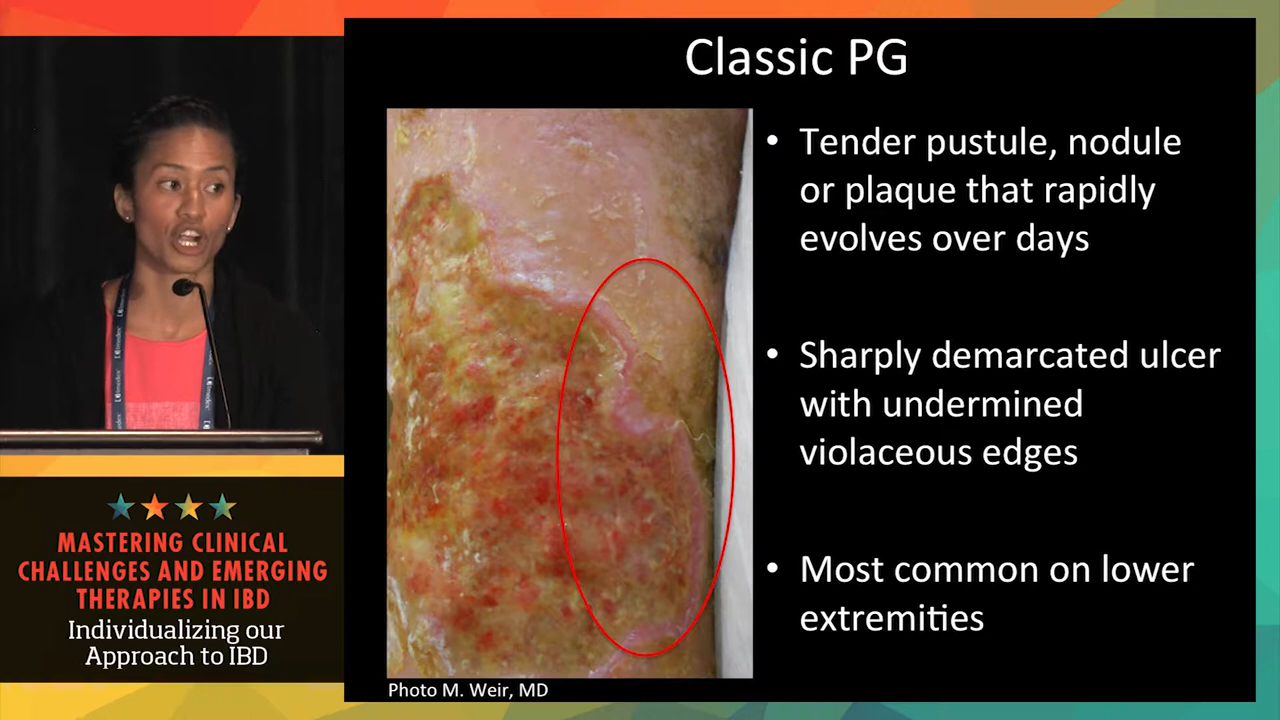 Classic PG
• Tender pustule, nodule
or plaque that rapidly
evolves over days
• Sharply demarcated ulcer
with undermined
violaceous edges
• Most common on lower
extremities
Photo M. Weir, MD
MASTERING CLINICAL
CHALLENGES AND EMERGING
THERAPIES IN IBD
Individualizing our
Approach to IBD